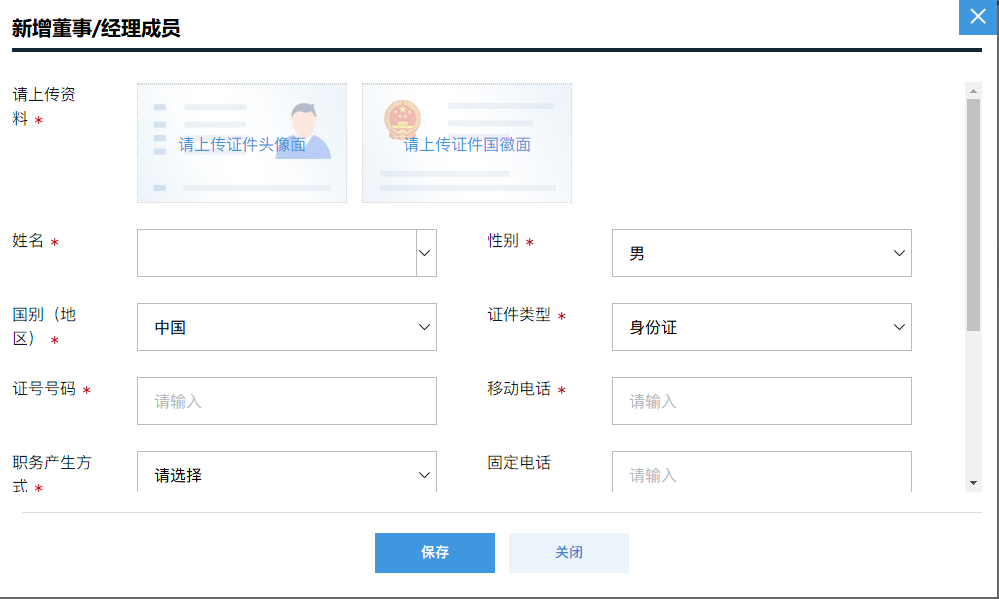 新增董事/经理成员
请上传资
料 *
请上传证件头像面
请上传证件国徽面
姓名 *
性别 *
男
国别（地
区） *
中国
证件类型 *
身份证
证号号码 *
请输入
移动电话 *
请输入
职务产生方
式 *
请选择
固定电话
请输入
保存
关闭